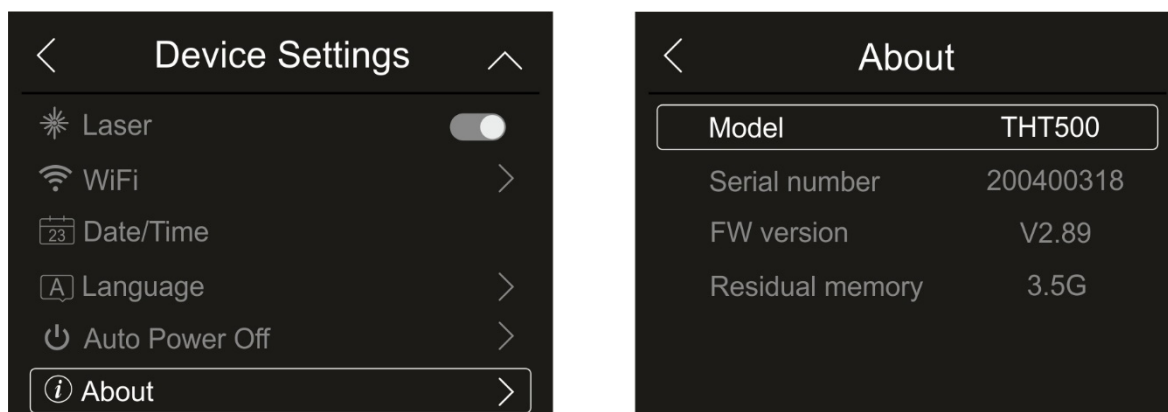 Device Settings
Laser
WiFi
23 Date/Time
A Language
Auto Power Off
i About
About
Model THT500
Serial number 200400318
FW version V2.89
Residual memory 3.5G